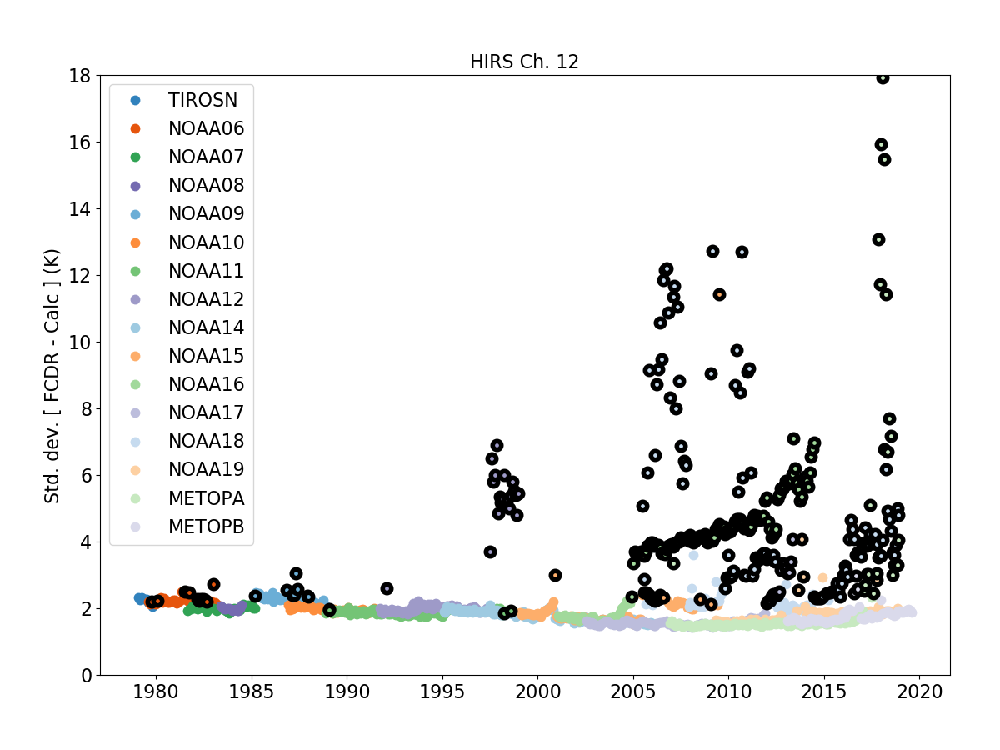 HIRS Ch. 12
Std. dev. [ FCDR - Calc ] (K)
18
16
14
12
10
8
6
4
2
0
TIROSN
NOAA06
NOAA07
NOAA08
NOAA09
NOAA10
NOAA11
NOAA12
NOAA14
NOAA15
NOAA16
NOAA17
NOAA18
NOAA19
METOPA
METOPB
1980 1985 1990 1995 2000 2005 2010 2015 2020